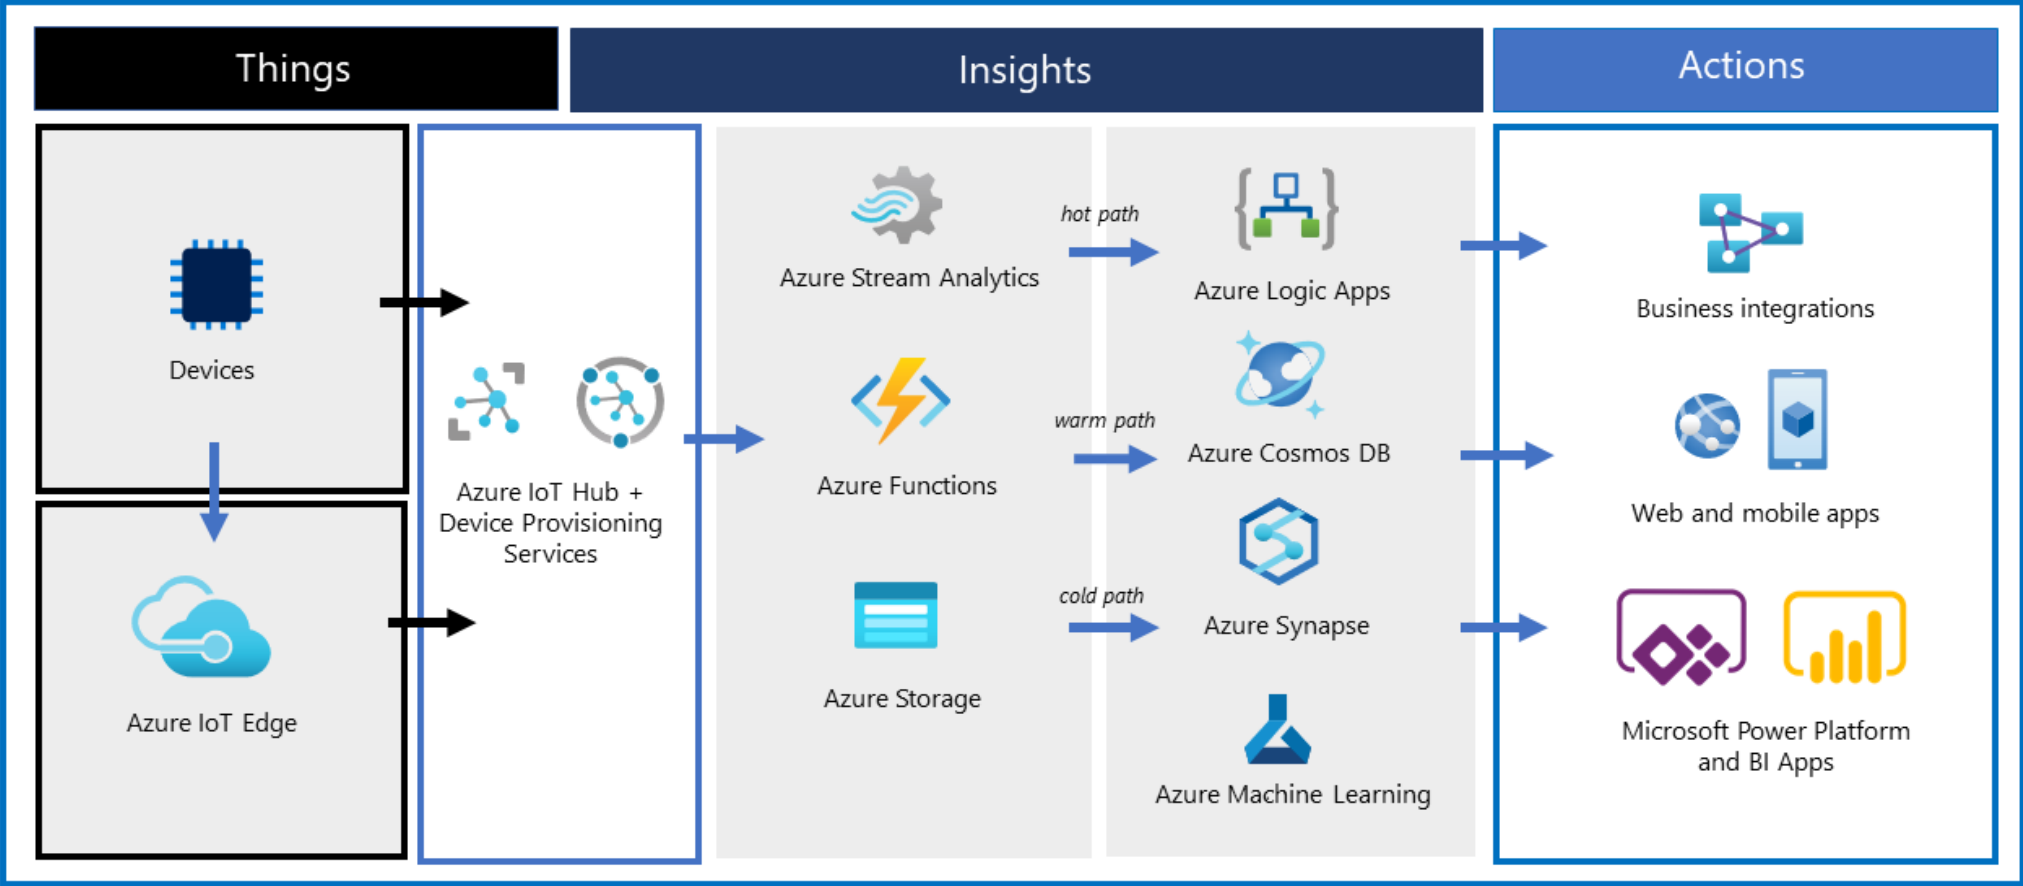 Things
Insights
Actions
Devices
Azure IoT Edge
Azure IoT Hub +
Device Provisioning
Services
Azure Stream Analytics
Azure Functions
Azure Storage
hot path
warm path
cold path
Azure Logic Apps
Azure Cosmos DB
Azure Synapse
Azure Machine Learning
Business integrations
Web and mobile apps
Microsoft Power Platform
and BI Apps